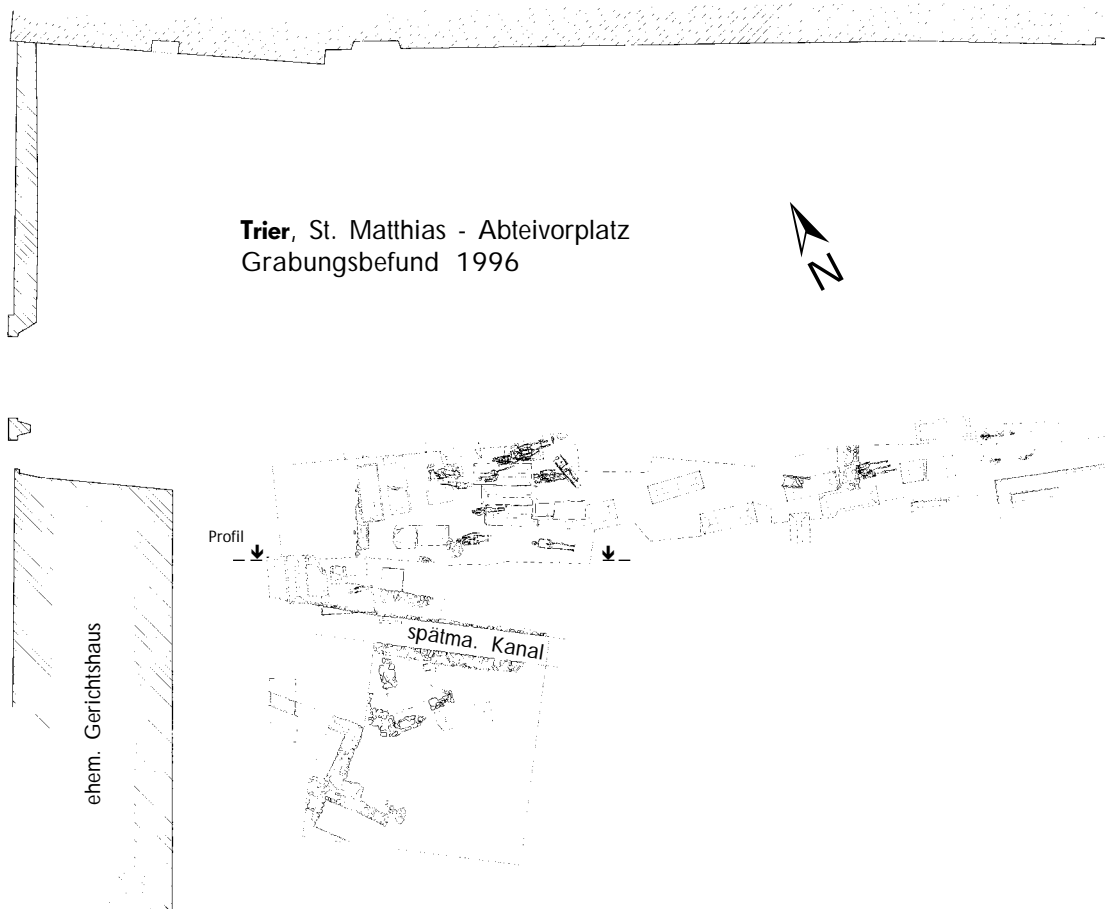 Trier, St. Matthias - Abteivorplatz
Grabungsbefund 1996
N
Profil
spätma. Kanal
ehem. Gerichtshaus